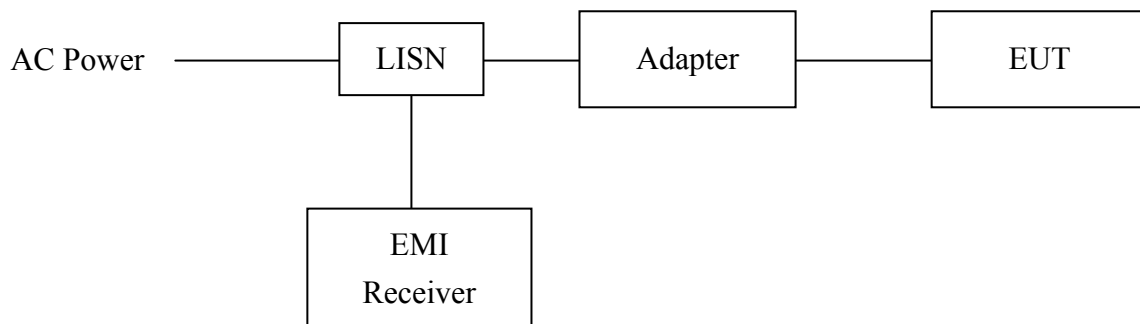 AC Power
LISN
Adapter
EUT
EMI
Receiver